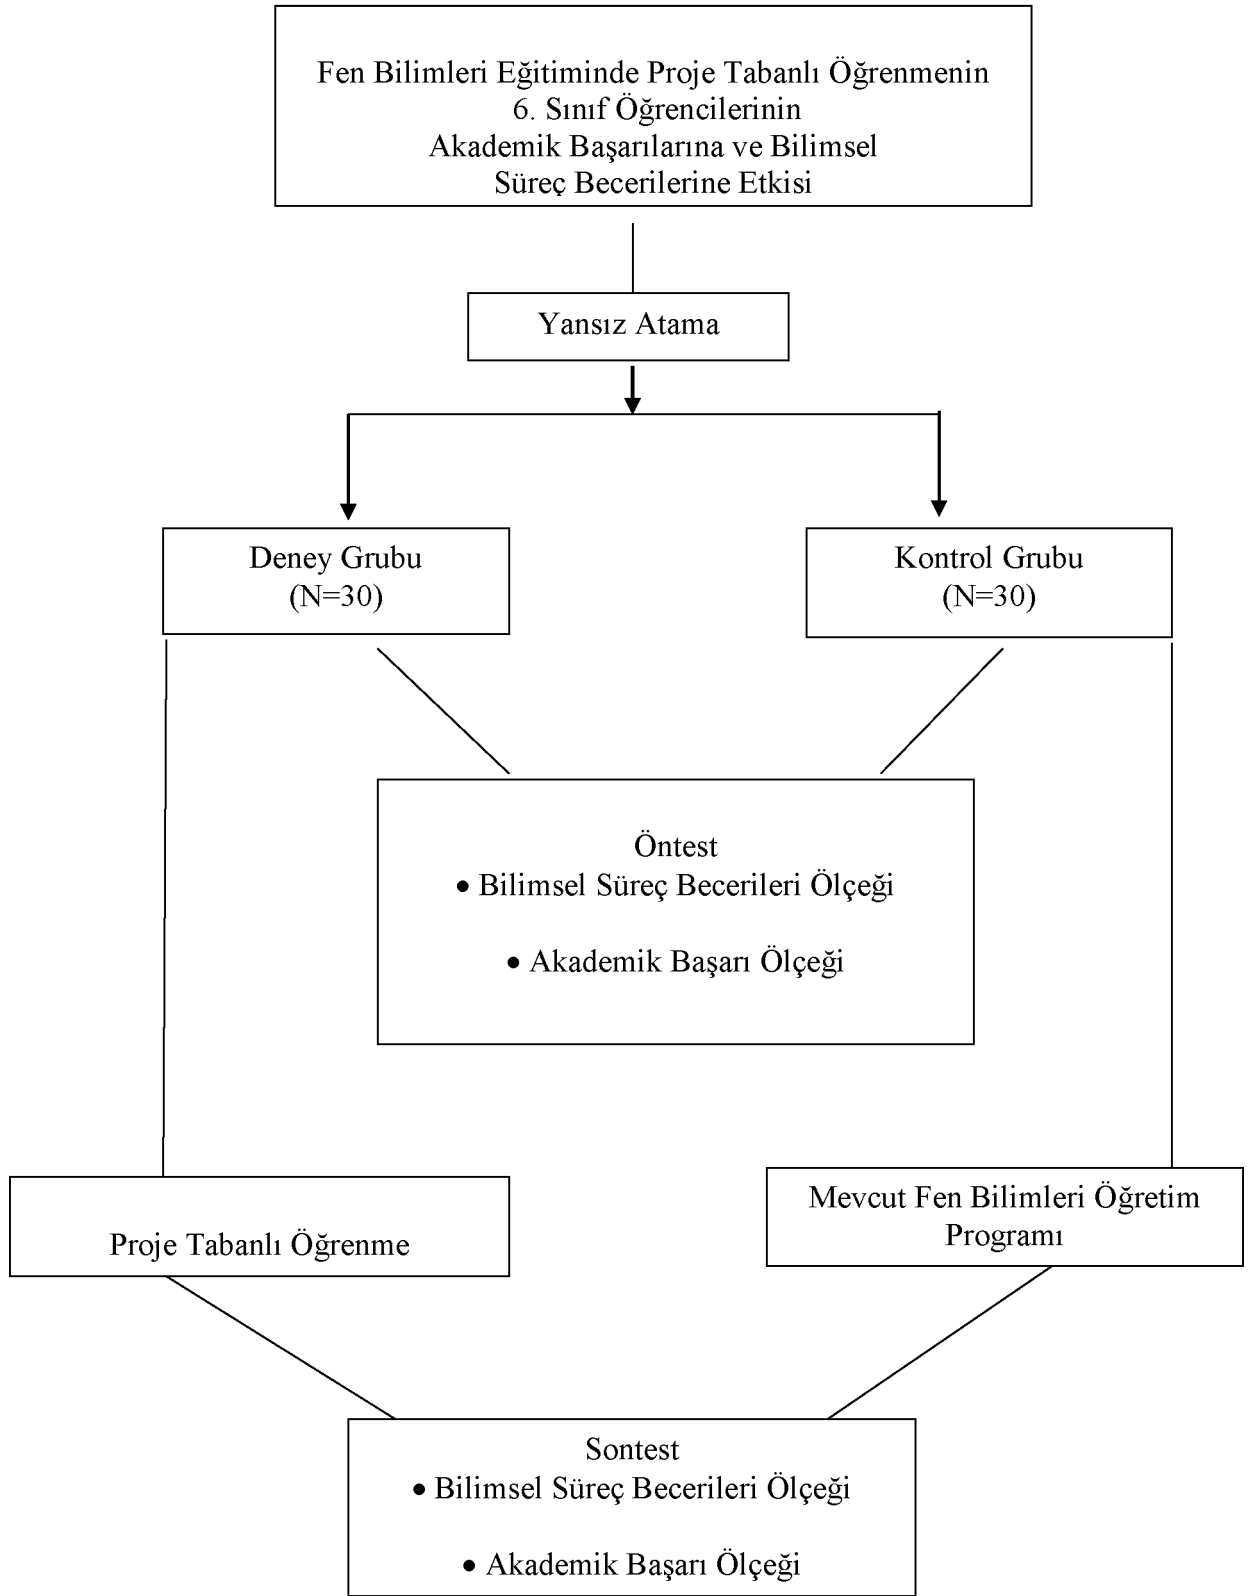 Fen Bilimleri Eğitiminde Proje Tabanlı Öğrenmenin
6. Sınıf Öğrencilerinin
Akademik Başarılarına ve Bilimsel
Süreç Becerilerine Etkisi
Yansız Atama
Deney Grubu
(N=30)
Kontrol Grubu
(N=30)
Öntest
• Bilimsel Süreç Becerileri Ölçeği
• Akademik Başarı Ölçeği
Proje Tabanlı Öğrenme
Mevcut Fen Bilimleri Öğretim
Programı
Sontest
• Bilimsel Süreç Becerileri Ölçeği
• Akademik Başarı Ölçeği